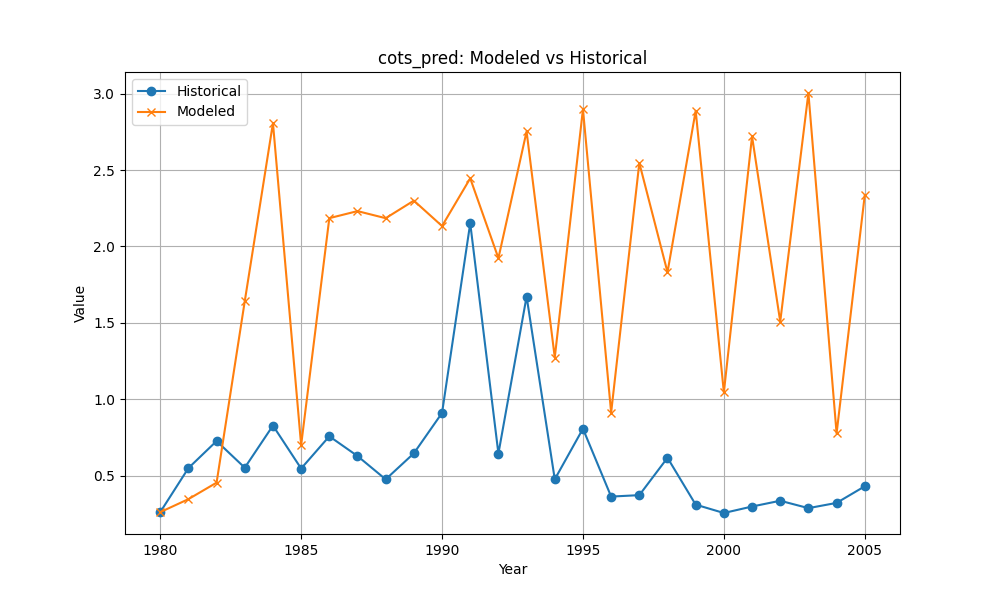 cots_pred: Modeled vs Historical
Historical
Modeled
3.0
2.5
2.0
1.5
1.0
0.5
Value
1980
1985
1990
1995
2000
2005
Year